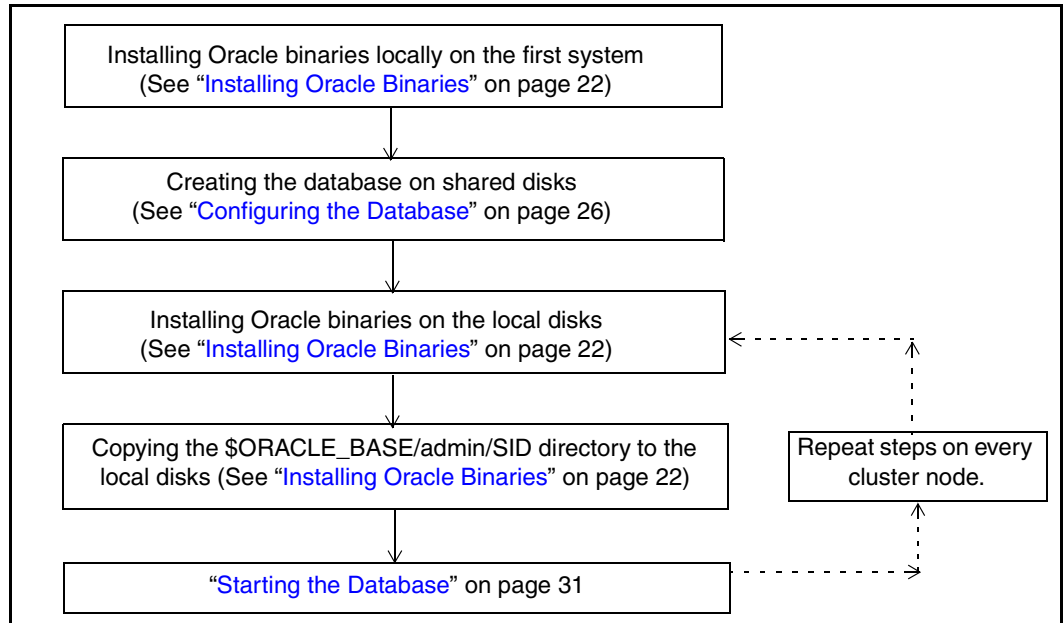 Installing Oracle binaries locally on the first system
(See “Installing Oracle Binaries” on page 22)
Creating the database on shared disks
(See “Configuring the Database” on page 26)
Installing Oracle binaries on the local disks
(See “Installing Oracle Binaries” on page 22)
Copying the $ORACLE_BASE/admin/SID directory to the
local disks (See “Installing Oracle Binaries” on page 22)
“Starting the Database” on page 31
Repeat steps on every
cluster node.